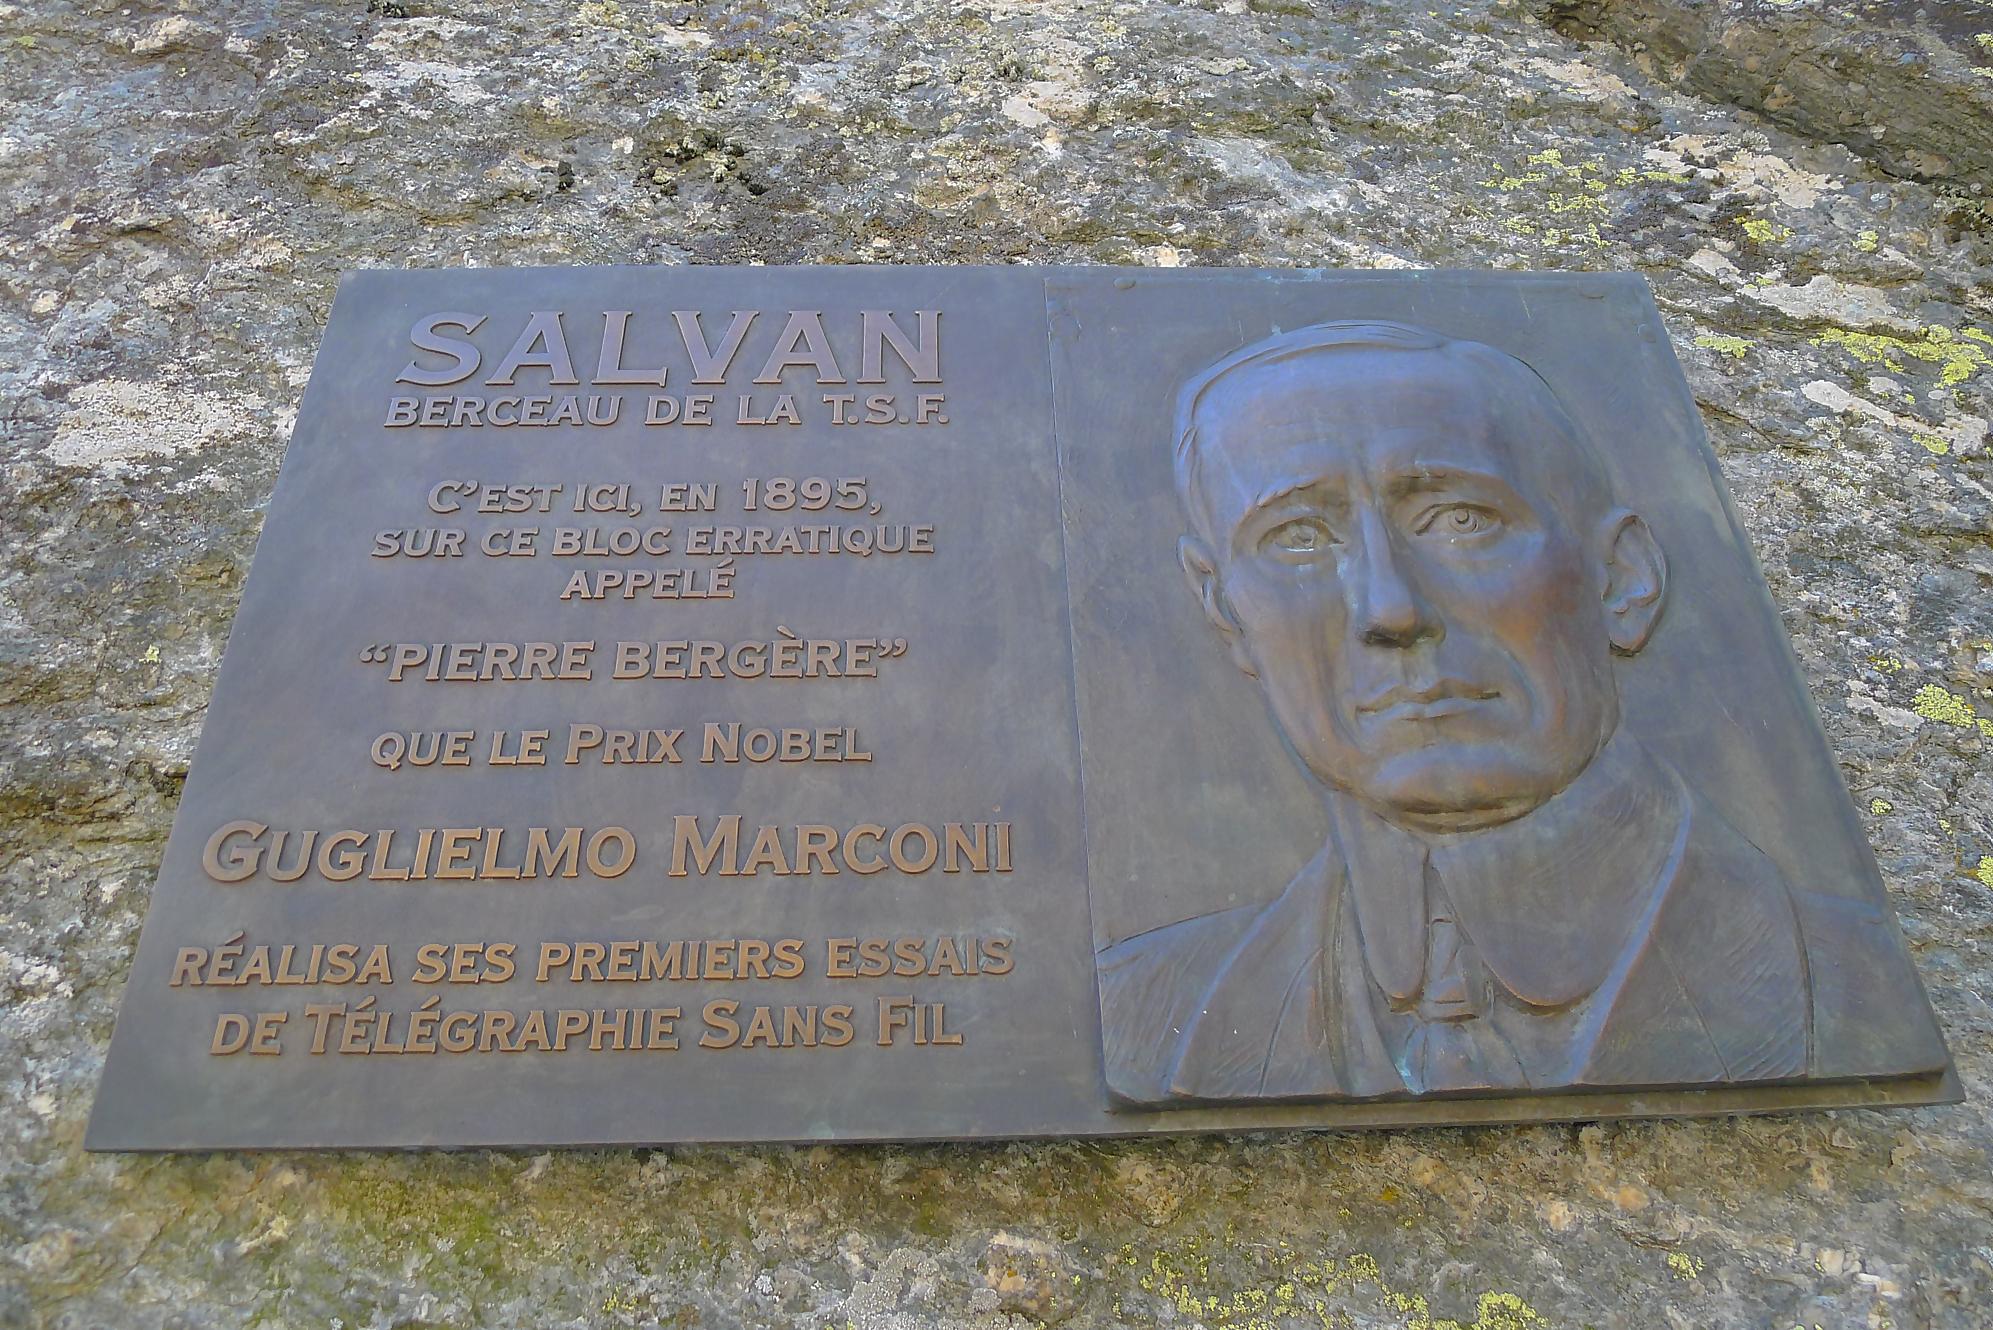 SALVAN
BERCEAU DE LA T.S.F.
C'EST ICI, EN 1895,
SUR CE BLOC ERRATIQUE
APPELÉ
“PIERRE BERGÈRE”
QUE LE PRIX NOBEL
GUGLIELMO MARCONI
RÉALISA SES PREMIERS ESSAIS
DE TÉLÉGRAPHIE SANS FIL